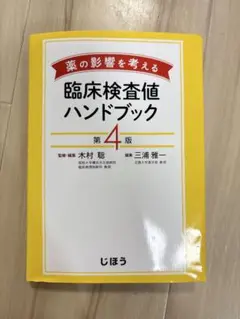 薬の影響を考える
臨床検査値
ハンドブック
第4版
監修・編集 木村 聡
編集 三浦 雅一
じほう